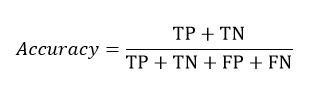 Accuracy = TP + TN
TP + TN + FP + FN